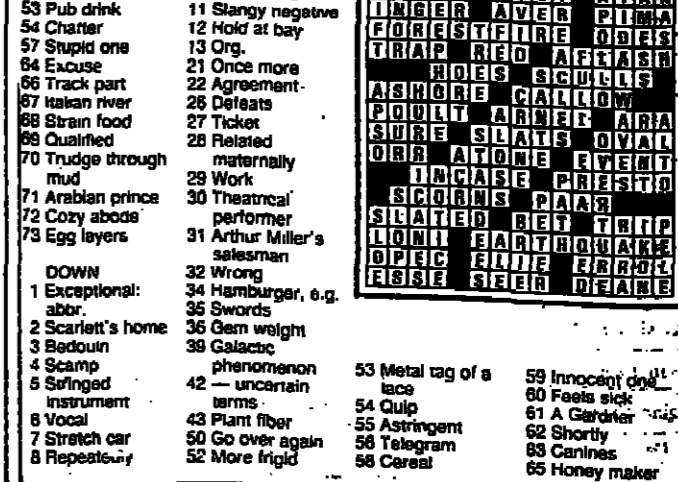 53 Pub drink
54 Chatter
57 Stupid one
64 Excuse
66 Track part
67 Italian river
68 Strain food
69 Qualified
70 Trudge through
mud
71 Arabian prince
72 Cozy abode
73 Egg layers
DOWN
1 Exceptional:
abbr.
2 Scarlett's home
3 Bedouin
4 Scamp
5 Stringed
instrument
6 Vocal
7 Stretch car
8 Repeatedly
11 Slangy negative
12 Hold at bay
13 Org.
21 Once more
22 Agreement
26 Defeats
27 Ticket
28 Related
maternally
29 Work
30 Theatrical
performer
31 Arthur Miller's
salesman
32 Wrong
34 Hamburger, e.g.
35 Swords
36 Gem weight
39 Galactic
phenomenon
42 — uncertain
terms
43 Plant fiber
50 Go over again
52 More frigid
INGER AVER PIMA
FORESTFIRE ODES
TRAP RED AFLASH
HOES SCULLS
ASHORE CALLOW
POULT ARNEL ARA
SURE SLATS OVAL
ORR ATONE EVENT
INCASE PRESTO
SCORNS PAAR
SLATED RET TRIP
LONI EARTHQUAKE
OPEC ELIE ERROL
ESSE SEER DEANE
53 Metal tag of a
lace
54 Quip
55 Astringent
56 Telegram
58 Cereal
59 Innocent one
60 Feels sick
61 A Gardner
62 Shortly
63 Canines
65 Honey maker